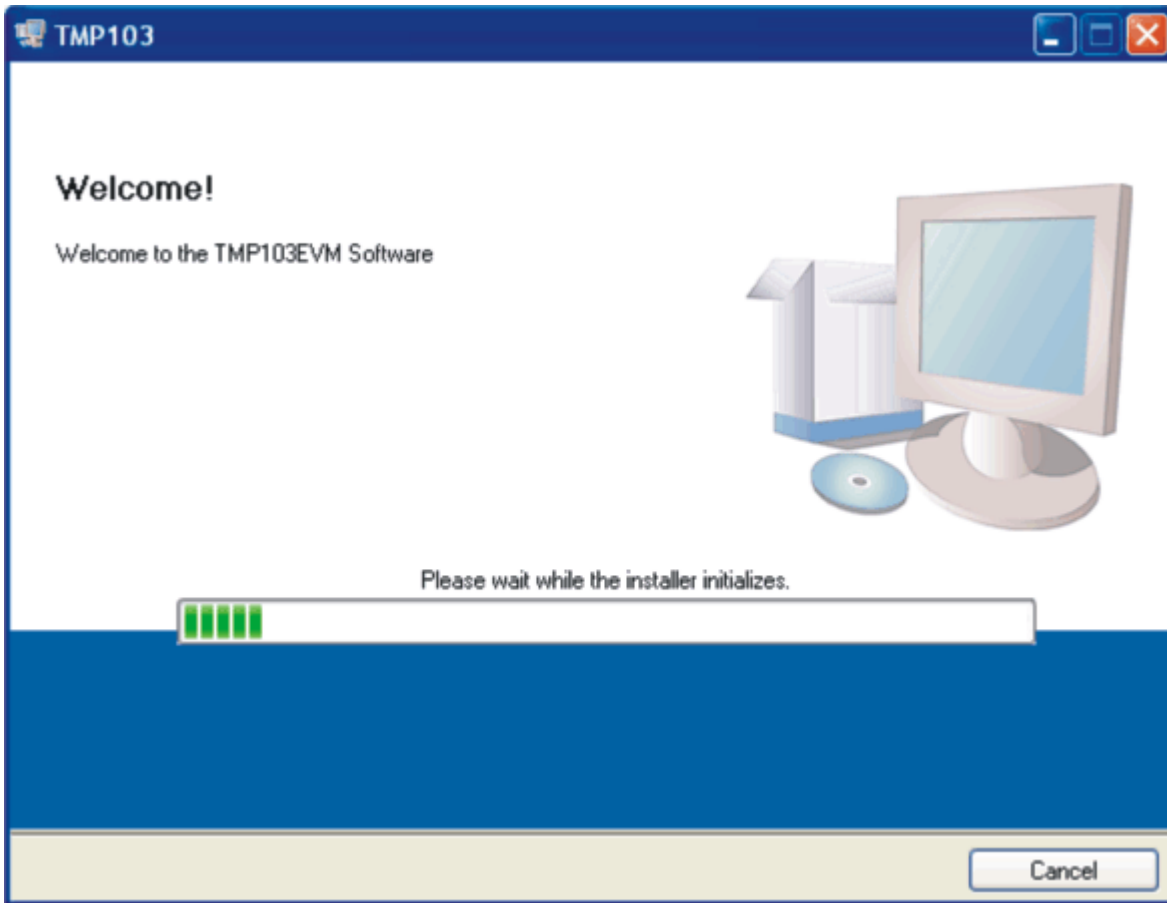 TMP103
Welcome!
Welcome to the TMP103EVM Software
Please wait while the installer initializes.
Cancel